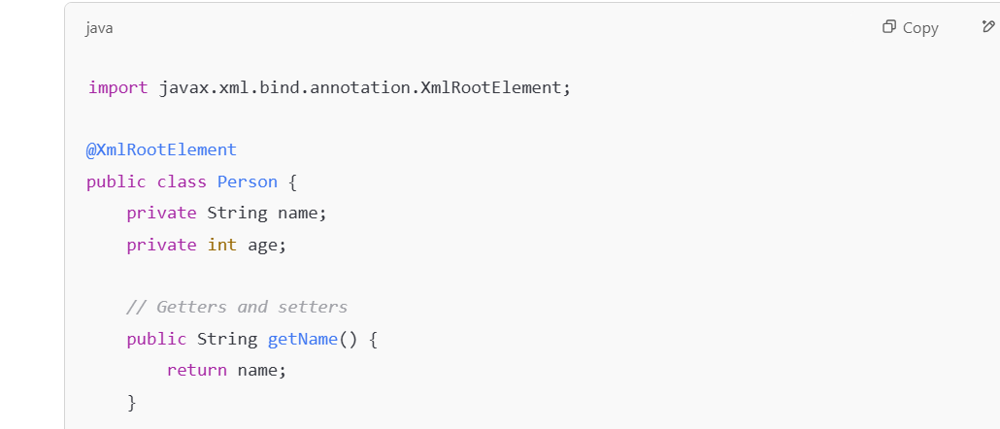 java
Copy
import javax.xml.bind.annotation.XmlRootElement;
@XmlRootElement
public class Person {
    private String name;
    private int age;
    // Getters and setters
    public String getName() {
        return name;
    }